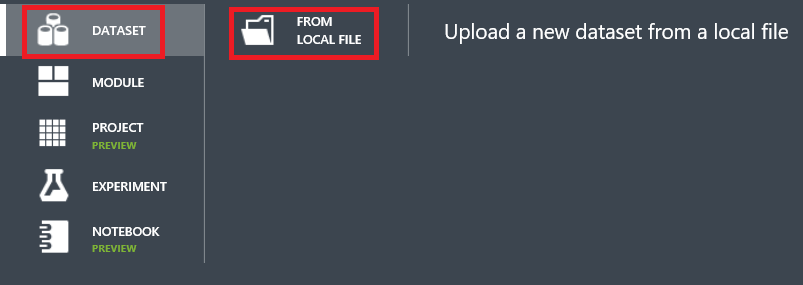 DATASET
FROM
LOCAL FILE
Upload a new dataset from a local file
MODULE
PROJECT
PREVIEW
EXPERIMENT
NOTEBOOK
PREVIEW